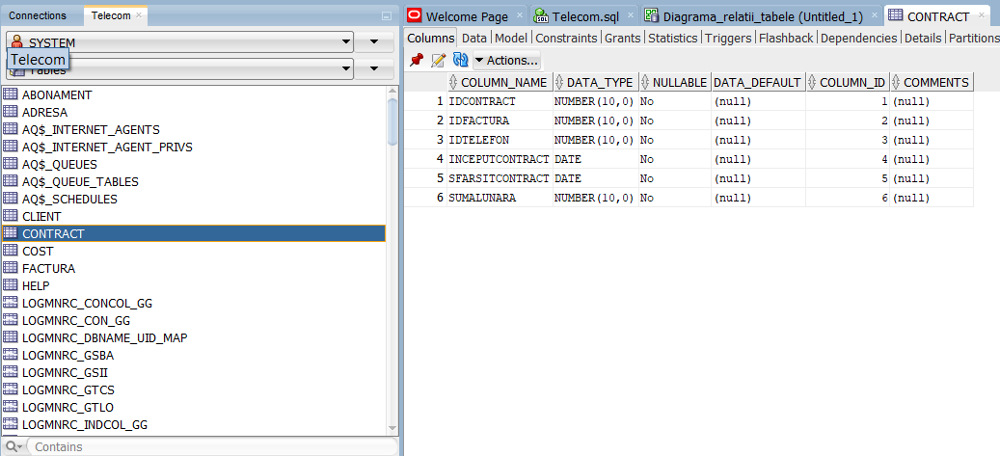 Connections
Telecom
SYSTEM
Telecom
Tables
ABONAMENT
ADRESA
AQ$_INTERNET_AGENTS
AQ$_INTERNET_AGENT_PRIVS
AQ$_QUEUES
AQ$_QUEUE_TABLES
AQ$_SCHEDULES
CLIENT
CONTRACT
COST
FACTURA
HELP
LOGMNRC_CONCOL_GG
LOGMNRC_CON_GG
LOGMNRC_DBNAME_UID_MAP
LOGMNRC_GSBA
LOGMNRC_GSII
LOGMNRC_GTCS
LOGMNRC_GTLO
LOGMNRC_INDCOL_GG
Contains
Welcome Page Telecom.sql Diagrama_relatii_tabele (Untitled_1) CONTRACT
Columns Data Model Constraints Grants Statistics Triggers Flashback Dependencies Details Partitions
Actions...
COLUMN_NAME DATA_TYPE NULLABLE DATA_DEFAULT COLUMN_ID COMMENTS
1 IDCONTRACT NUMBER(10,0) No (null) 1 (null)
2 IDFACTURA NUMBER(10,0) No (null) 2 (null)
3 IDTELEFON NUMBER(10,0) No (null) 3 (null)
4 INCEPUTCONTRACT DATE No (null) 4 (null)
5 SFARSITCONTRACT DATE No (null) 5 (null)
6 SUMALUNARA NUMBER(10,0) No (null) 6 (null)